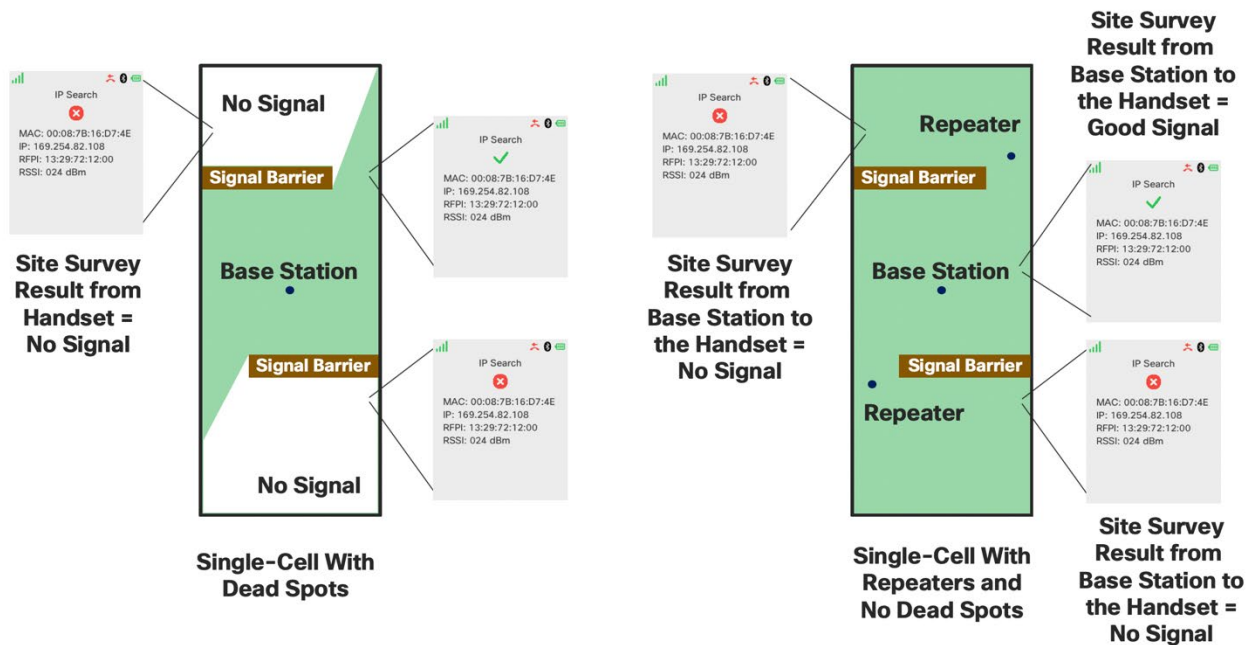 IP Search
MAC: 00:08:7B:16:D7:4E
IP: 169.254.82.108
RFPI: 13:29:72:12:00
RSSI: 024 dBm
Site Survey
Result from
Handset =
No Signal
No Signal
Signal Barrier
Base Station
Signal Barrier
No Signal
Single-Cell With
Dead Spots
IP Search
MAC: 00:08:7B:16:D7:4E
IP: 169.254.82.108
RFPI: 13:29:72:12:00
RSSI: 024 dBm
IP Search
MAC: 00:08:7B:16:D7:4E
IP: 169.254.82.108
RFPI: 13:29:72:12:00
RSSI: 024 dBm
IP Search
MAC: 00:08:7B:16:D7:4E
IP: 169.254.82.108
RFPI: 13:29:72:12:00
RSSI: 024 dBm
Site Survey
Result from
Base Station to
the Handset =
No Signal
Repeater
Signal Barrier
Base Station
Signal Barrier
Repeater
Single-Cell With
Repeaters and
No Dead Spots
Site Survey
Result from
Base Station to
the Handset =
Good Signal
IP Search
MAC: 00:08:7B:16:D7:4E
IP: 169.254.82.108
RFPI: 13:29:72:12:00
RSSI: 024 dBm
IP Search
MAC: 00:08:7B:16:D7:4E
IP: 169.254.82.108
RFPI: 13:29:72:12:00
RSSI: 024 dBm
Site Survey
Result from
Base Station to
the Handset =
No Signal